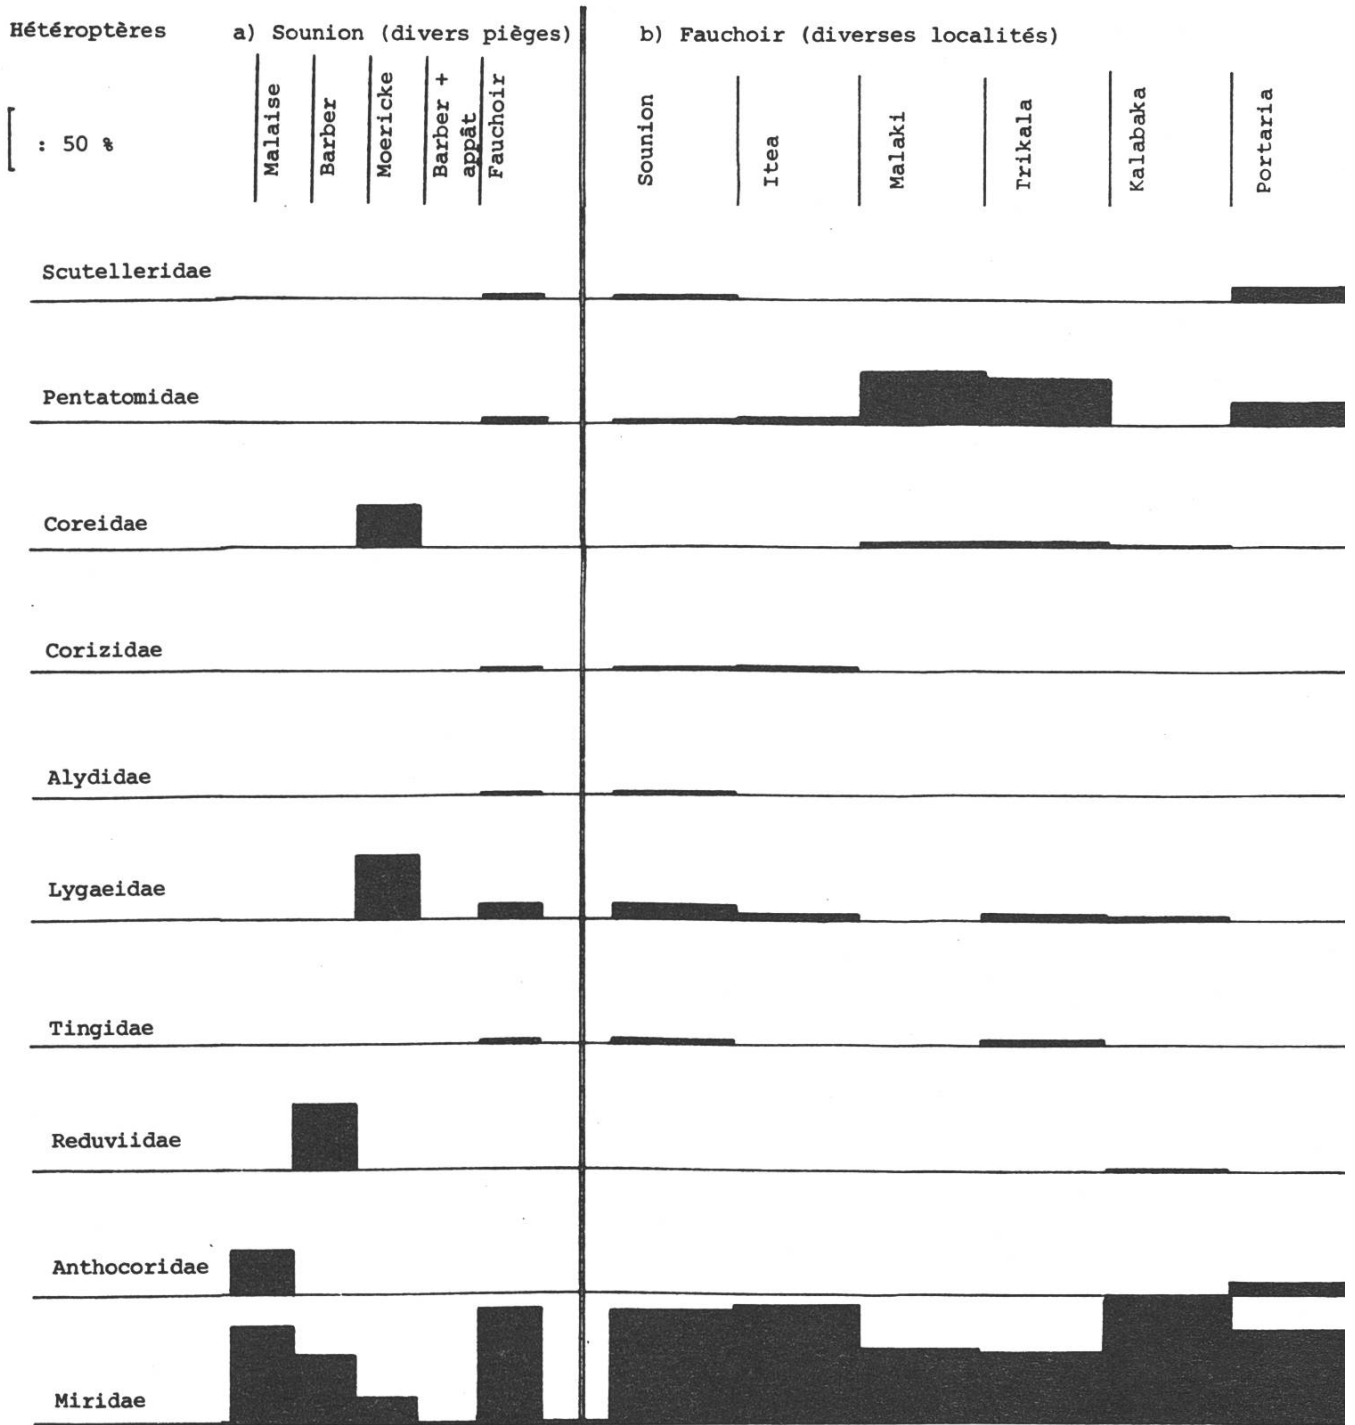 Hétéroptères
a) Sounion (divers pièges)
b) Fauchoir (diverses localités)
: 50 %
Malaise
Barber
Moericke
Barber +
appât
Fauchoir
Sounion
Itea
Malaki
Trikala
Kalabaka
Portaria
Scutelleridae
Pentatomidae
Coreidae
Corizidae
Alydidae
Lygaeidae
Tingidae
Reduviidae
Anthocoridae
Miridae